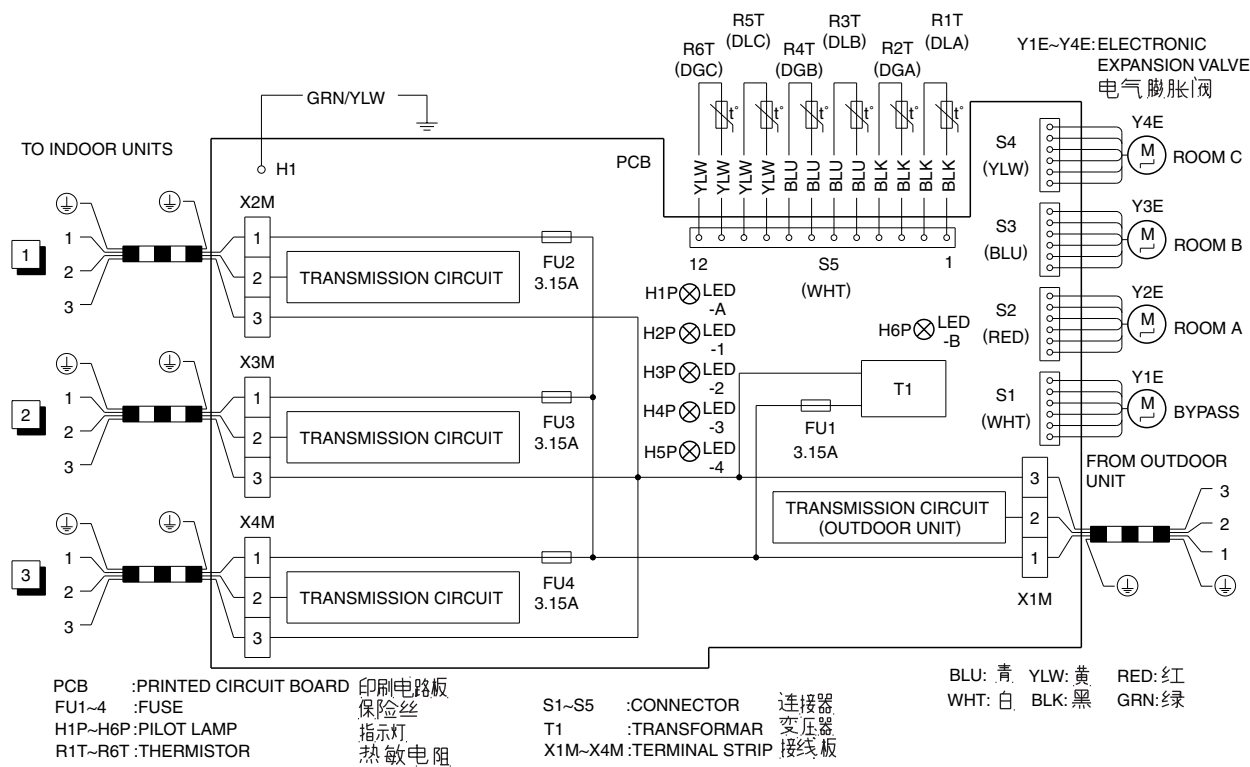 R5T
(DLC)
R3T
(DLB)
R1T
(DLA)
R6T
(DGC)
R4T
(DGB)
R2T
(DGA)
Y1E~Y4E:ELECTRONIC
EXPANSION VALVE
电气膨胀阀
GRN/YLW
t°
t°
t°
t°
t°
t°
TO INDOOR UNITS
H1
PCB
YLW
YLW
YLW
YLW
BLU
BLU
BLU
BLU
BLK
BLK
BLK
BLK
12
S5
(WHT)
1
S4
(YLW)
Y4E
M
ROOM C
S3
(BLU)
Y3E
M
ROOM B
S2
(RED)
Y2E
M
ROOM A
S1
(WHT)
Y1E
M
BYPASS
1
1
2
3
X2M
1
2
3
TRANSMISSION CIRCUIT
FU2
3.15A
2
1
2
3
X3M
1
2
3
TRANSMISSION CIRCUIT
FU3
3.15A
3
1
2
3
X4M
1
2
3
TRANSMISSION CIRCUIT
FU4
3.15A
H1P LED
-A
H2P LED
-1
H3P LED
-2
H4P LED
-3
H5P LED
-4
H6P LED
-B
T1
FU1
3.15A
TRANSMISSION CIRCUIT
(OUTDOOR UNIT)
3
2
1
X1M
FROM OUTDOOR
UNIT
3
2
1
PCB :PRINTED CIRCUIT BOARD 印刷电路板
FU1~4 :FUSE 保险丝
H1P~H6P:PILOT LAMP 指示灯
R1T~R6T:THERMISTOR 热敏电阻
S1~S5 :CONNECTOR 连接器
T1 :TRANSFORMAR 变压器
X1M~X4M:TERMINAL STRIP 接线板
BLU: 青 YLW: 黄 RED: 红
WHT: 白 BLK: 黑 GRN: 绿